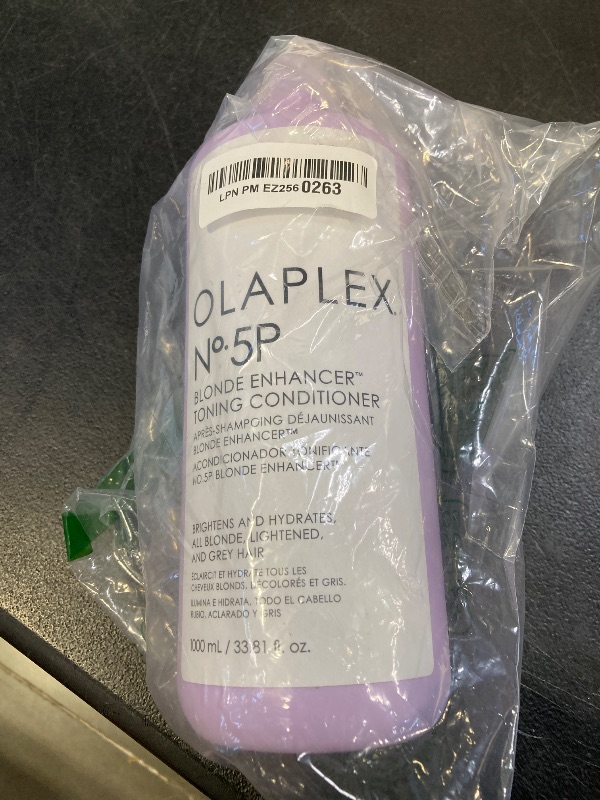 LPN PM EZ256 0263
OLAPLEX
Nº.5P
BLONDE ENHANCER™
TONING CONDITIONER
APRÈS-SHAMPOING DÉJAUNISSANT
BLONDE ENHANCER™
ACONDICIONADOR TONIFICANTE
NO.5P BLONDE ENHANCER™
BRIGHTENS AND HYDRATES,
ALL BLONDE, LIGHTENED,
AND GREY HAIR
ÉCLAIRCIT ET HYDRATE TOUS LES
CHEVEUX BLONDS, DÉCOLORÉS ET GRIS.
ILUMINA E HIDRATA, TODO EL CABELLO
RUBIO, ACLARADO Y GRIS
1000 mL / 33.81 fl. oz.